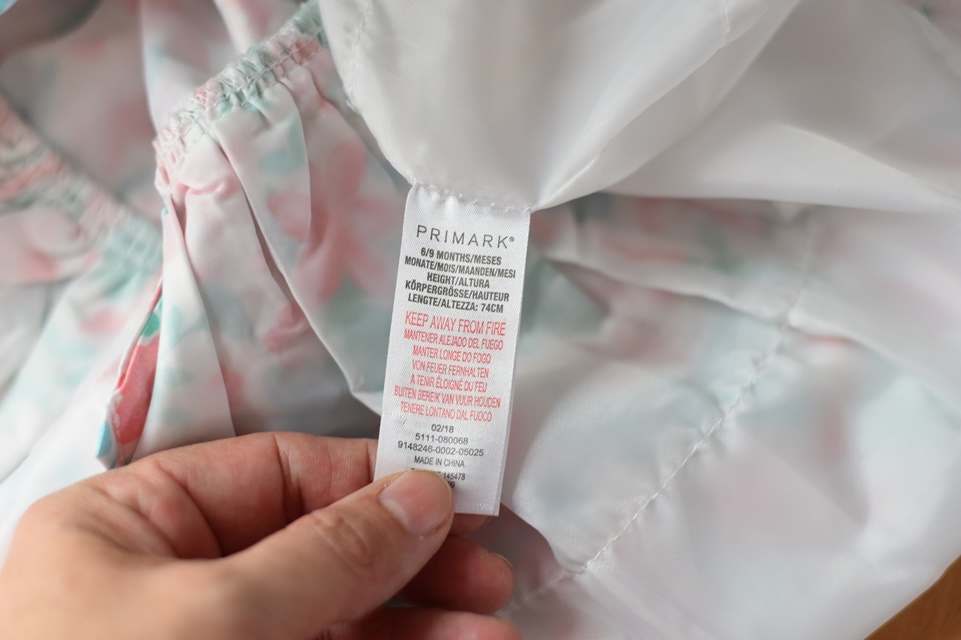 PRIMARK®
6/9 MONTHS/MESES
MONATE/MOIS/MAANDEN/MESI
HEIGHT/ALTURA
KÖRPERGRÖSSE/HAUTEUR
LENGTE/ALTEZZA: 74CM
KEEP AWAY FROM FIRE
MANTENER ALEJADO DEL FUEGO
MANTER LONGE DO FOGO
VON FEUER FERNHALTEN
A TENIR ÉLOIGNÉ DU FEU
BUITEN BEREIK VAN VUUR HOUDEN
TENERE LONTANO DAL FUOCO
02/18
5111-080068
9148246-0002-05025
MADE IN CHINA